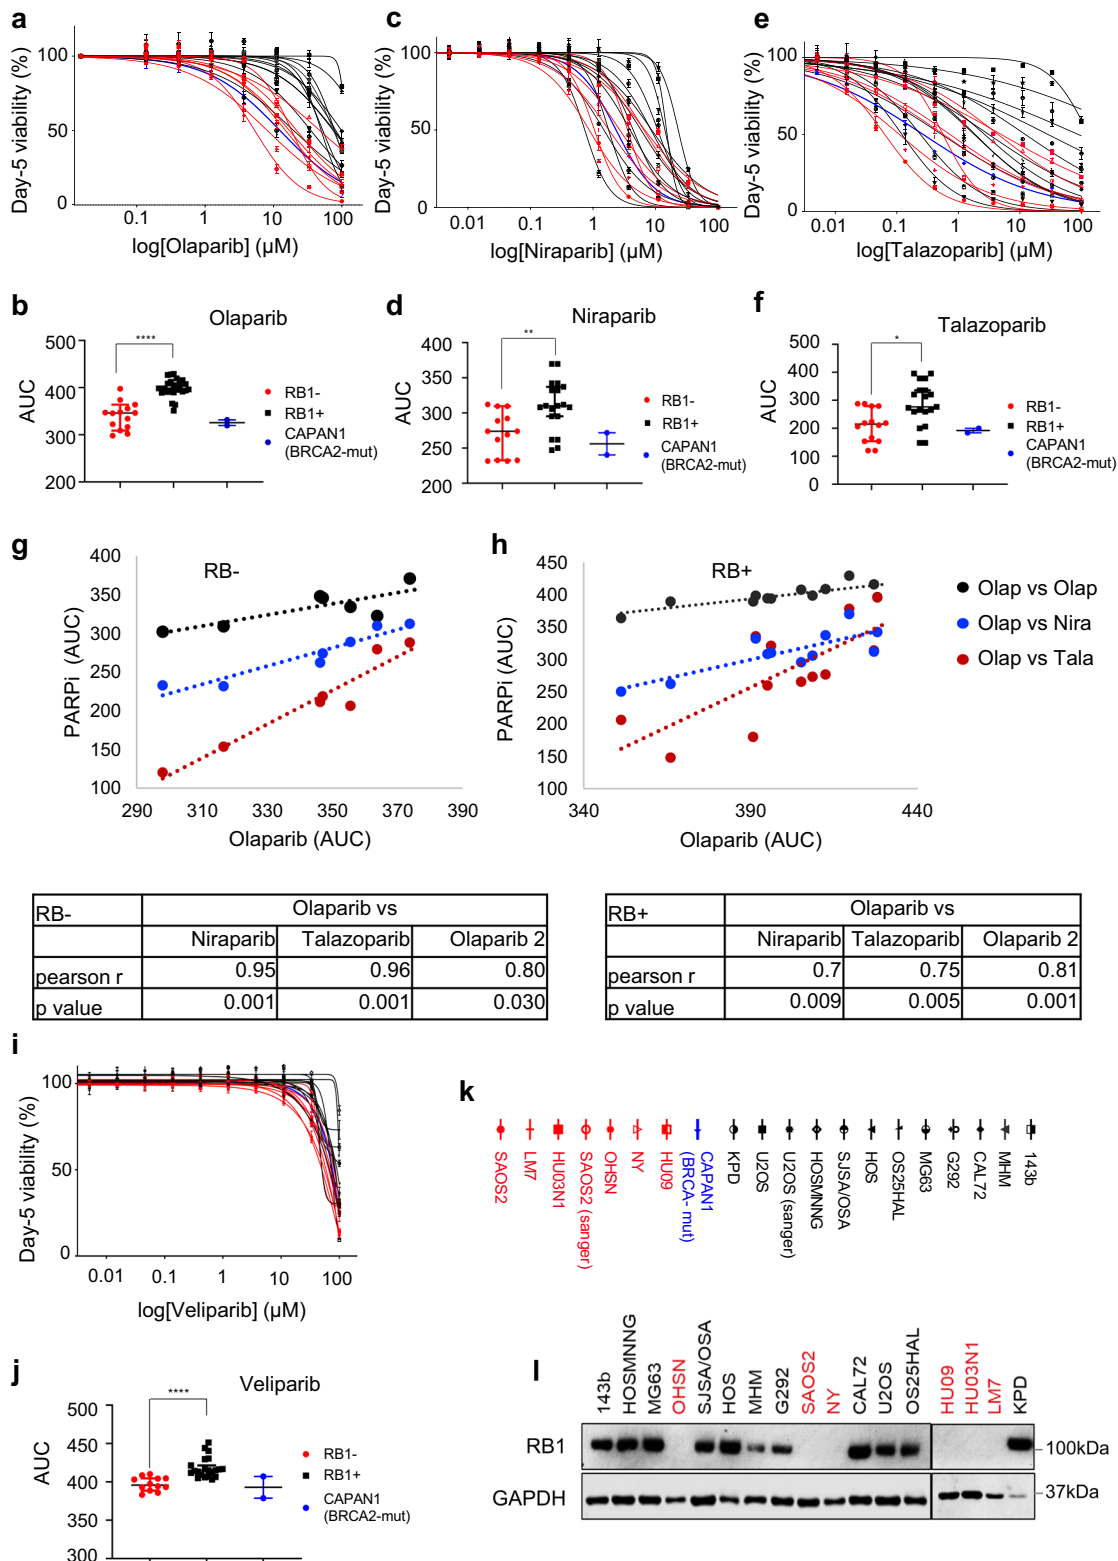 a
Day-5 viability (%)
100
50
0
0.1
1
10
100
log[Olaparib] (µM)
c
Day-5 viability (%)
100
50
0
0.01
0.1
1
10
100
log[Niraparib] (µM)
e
Day-5 viability (%)
100
50
0
0.01
0.1
1
10
100
log[Talazoparib] (µM)
b
Olaparib
AUC
500
400
300
200
****
RB1-
RB1+
CAPAN1
(BRCA2-mut)
d
Niraparib
AUC
400
350
300
250
200
**
RB1-
RB1+
CAPAN1
(BRCA2-mut)
f
Talazoparib
AUC
500
400
300
200
100
0
*
RB1-
RB1+
CAPAN1
(BRCA2-mut)
g
RB-
PARPi (AUC)
400
350
300
250
200
150
100
290
310
330
350
370
390
Olaparib (AUC)
h
RB+
PARPi (AUC)
450
400
350
300
250
200
150
100
340
390
440
Olaparib (AUC)
Olap vs Olap
Olap vs Nira
Olap vs Tala
RB- Olaparib vs
Niraparib Talazoparib Olaparib 2
pearson r 0.95 0.96 0.80
p value 0.001 0.001 0.030
RB+ Olaparib vs
Niraparib Talazoparib Olaparib 2
pearson r 0.7 0.75 0.81
p value 0.009 0.005 0.001
i
Day-5 viability (%)
100
50
0
0.01
0.1
1
10
100
log[Veliparib] (µM)
k
SAOS2
LM7
HU03N1
SAOS2 (sanger)
OHSN
NY
HU09
CAPAN1
(BRCA- mut)
KPD
U2OS
U2OS (sanger)
HOSMNNG
SJSA/OSA
HOS
OS25HAL
MG63
G292
CAL72
MHM
143b
j
Veliparib
AUC
500
450
400
350
300
****
RB1-
RB1+
CAPAN1
(BRCA2-mut)
l
143b
HOSMNNG
MG63
OHSN
SJSA/OSA
HOS
MHM
G292
SAOS2
NY
CAL72
U2OS
OS25HAL
HU09
HU03N1
LM7
KPD
RB1
100kDa
GAPDH
37kDa